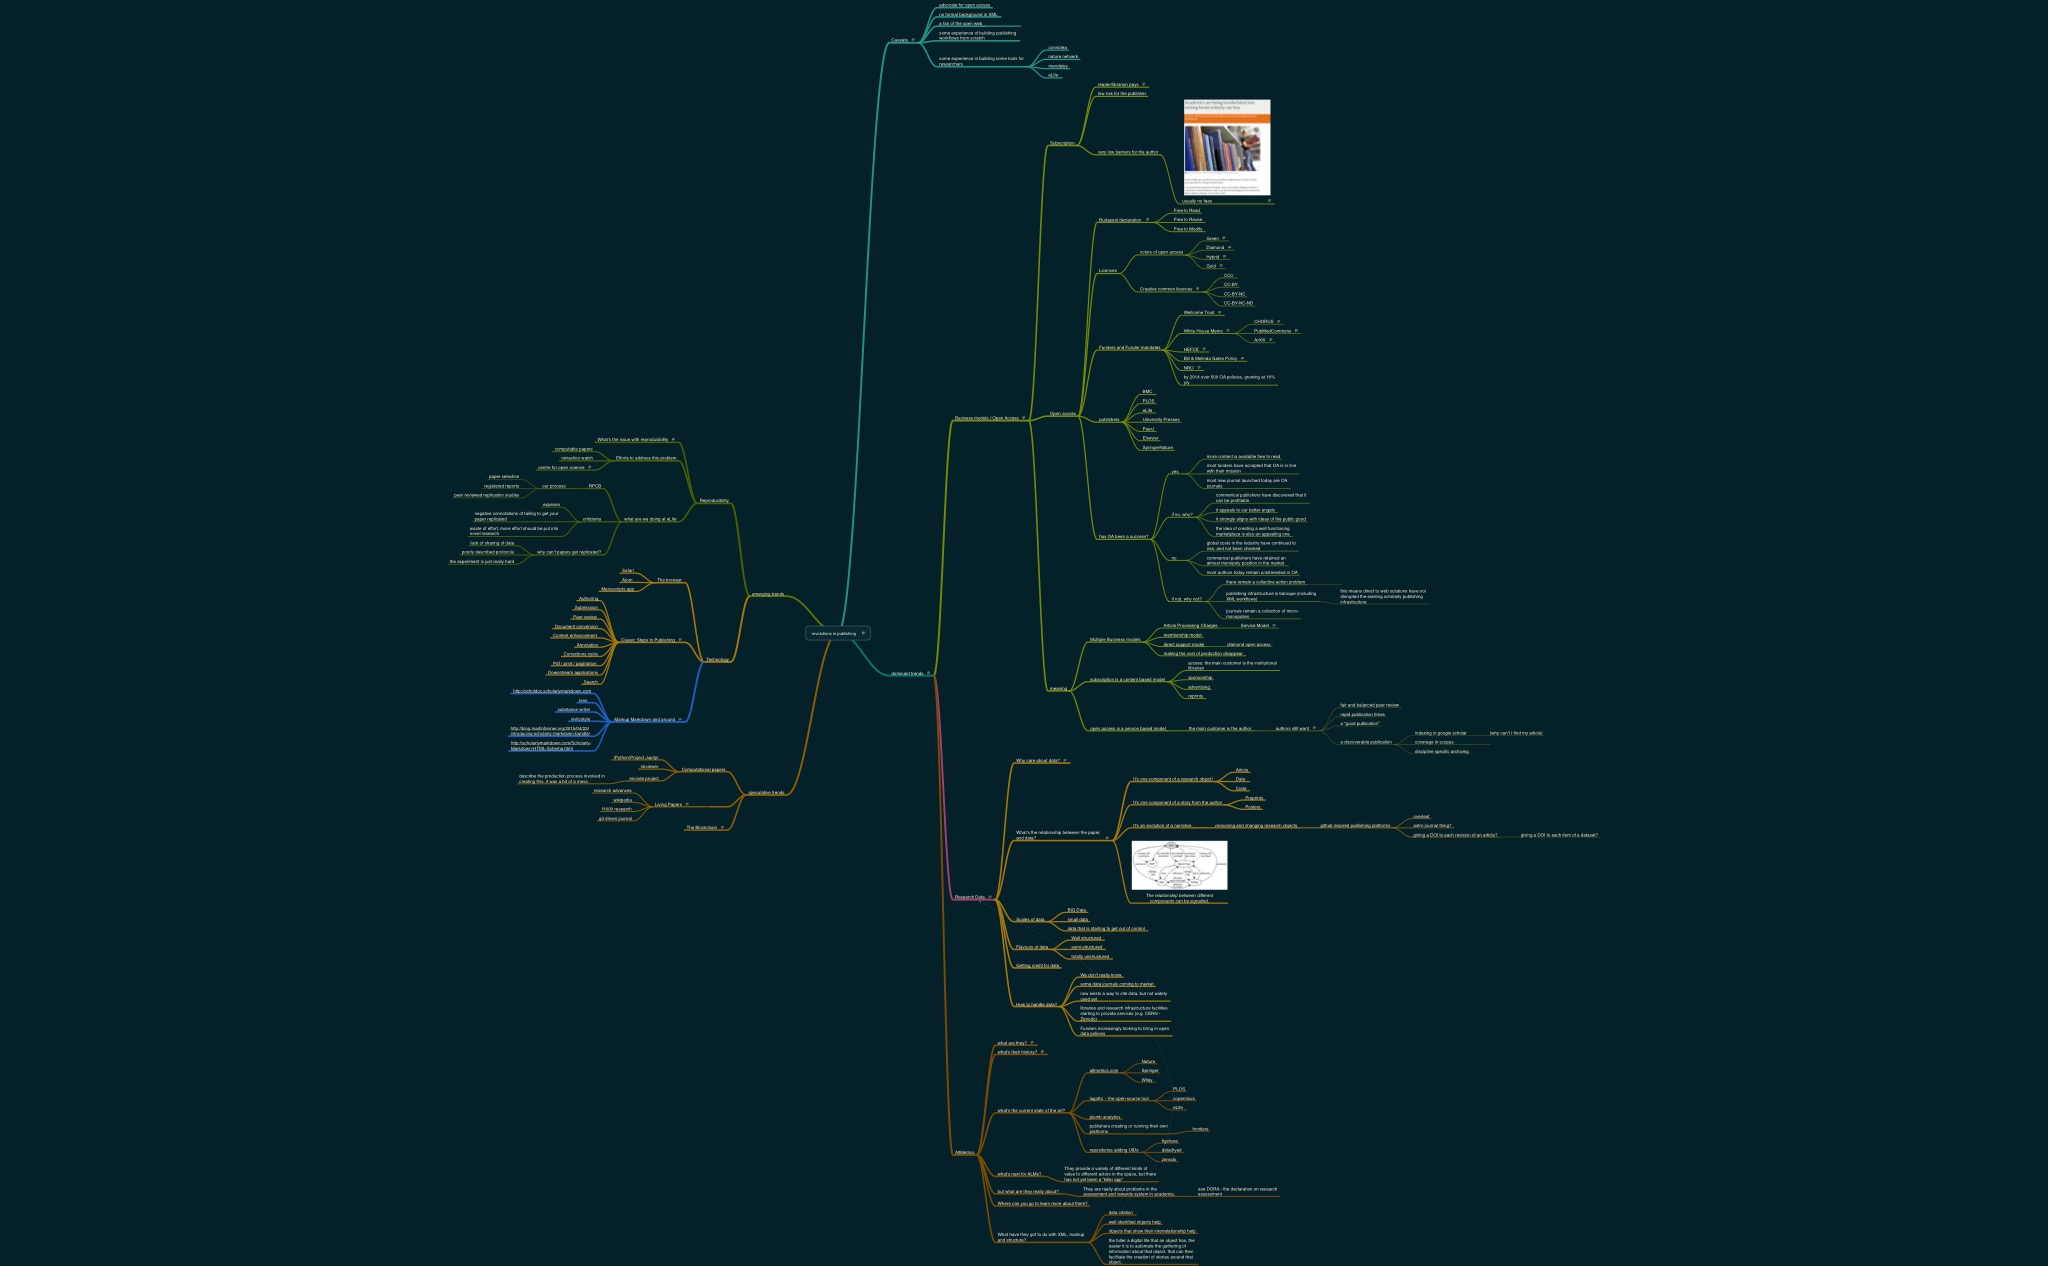 revolutions in publishing
Caveats
advocate for open access
no formal background in XML
a fan of the open web
some experience of building publishing
workflows from scratch
some experience in building some tools for
researchers
connotea
nature network
mendeley
eLife
dominant trends
Business models / Open Access
Subscription
reader/librarian pays
low risk for the publisher
very low barriers for the author
usually no fees
Open access
Budapest declaration
Free to Read
Free to Reuse
Free to Modify
Licences
colors of open access
Green
Diamond
Hybrid
Gold
Creative common licences
CC0
CC-BY
CC-BY-NC
CC-BY-NC-ND
Funders and Funder mandates
Wellcome Trust
White House Memo
CHORUS
PubMedCommons
ArXIV
HEFCE
Bill & Melinda Gates Policy
NRO
by 2014 over 500 OA policies, growing at 16%
yly
publishers
BMC
PLOS
eLife
University Presses
PeerJ
Elsevier
SpringerNature
has OA been a success?
yes
more content is available free to read
most funders have accepted that OA is in line
with their mission
most new journal launched today are OA
journals
if so, why?
commerical publishers have discovered that it
can be profitable
it appeals to our better angels
it strongly aligns with ideas of the public good
the idea of creating a well functioning
marketplace is also an appealing one
no
global costs in the industry have continued to
rise, and not been checked
commerical publishers have retained an
almost monopoly position in the market
most authors today remain uninterested in OA
if not, why not?
there remain a collective action problem
publishing infrastructure is baroque (including
XML workflows)
this means direct to web solutions have not
disrupted the existing scholarly publishing
infrastructure
journals remain a collection of micro-
monopolies
meaning
Multiple Business models
Article Processing Charges
Service Model
membership model
direct support model
diamond open access
making the cost of production disappear
subscription is a content based model
access: the main customer is the institutional
librarian
sponsorship
advertising
reprints
open access is a service based model
the main customer is the author
authors still want
fair and balanced peer review
rapid publication times
a "good publication"
a discoverable publication
indexing in google scholar
(why can't I find my article)
coverage in scopus
discipline specific archiving
Research Data
Why care about data?
What's the relationship between the paper,
and data?
It's one component of a research object
Article
Data
Code
It's one component of a story from the author
Preprints
Posters
It's an evolution of a narrative
versioning and changing research objects
github inspired publishing platforms
overleaf
astro journal thing?
giving a DOI to each revision of an article?
giving a DOI to each item of a dataset?
The relationship between different
components can be signalled.
Scales of data
BIG Data
small data
data that is starting to get out of control
Flavours of data
Well structured
semi-structured
totally unstructured
Getting credit for data
How to handle data?
We don't really know
some data journals coming to market
now exists a way to cite data, but not widely
used yet
libraries and research infrastructure facilities
starting to provide services (e.g. CERN -
Zenodo)
Funders increasingly looking to bring in open
data policies
AltMetrics
what are they?
what's then history?
what's the current state of the art?
altmetrics.com
Nature
Springer
Wiley
lagotto - the open source tool
PLOS
copernicus
eLife
plumb analytics
publishers creating or running their own
platforms
frontiers
repositories adding UIDs
figshare
datadryad
zenodo
what's next for ALMs?
They provide a variety of different kinds of
value to different actors in the space, but there
has not yet been a "killer app"
but what are they really about?
They are really about problems in the
assessment and rewards system in academia.
see DORA - the declaration on research
assessment
Where can you go to learn more about them?
What have they got to do with XML, markup
and structure?
data citation
well identified objects help
objects that show their interrelationship help
the fuller a digital life that an object has, the
easier it is to automate the gathering of
information about that object, that can then
facilitate the creation of stories around that
object.
emerging trends
Reproducibility
What's the issue with reproducibility
Efforts to address this problem
computable papers
retraction watch
centre for open science
what are we doing at eLife
RPCB
our process
paper selection
registered reports
peer reviewed replication studies
criticisms
expense
negative connotations of failing to get your
paper replicated
waste of effort, more effort should be put into
novel research
why can't papers get replicated?
lack of sharing of data
poorly described protocols
the experiment is just really hard
Technology
The browser
Safari
Atom
Manuscripts.app
Classic Steps in Publishing
Authoring
Submission
Peer review
Document conversion
Content enhancement
Annotation
Corrections cycle
Pdf / print / pagination
Downstream applications
Search
Markup Markdown and around
http://scholdoc.scholarlymarkdown.com
lens
substance writer
vivliostyle
http://blog.martinfenner.org/2015/04/23/
introducing-scholarly-markdown-bundle/
http://scholarlymarkdown.com/Scholarly-
Markdown-HTML-Schema.html
speculative trends
Computational papers
IPython/Project Jupiter
nbviewer
encode project
describe the production process involved in
creating this, it was a bit of a mess.
Living Papers
research advances
wikipedia
f1000 research
git driven journal
The Blockchain